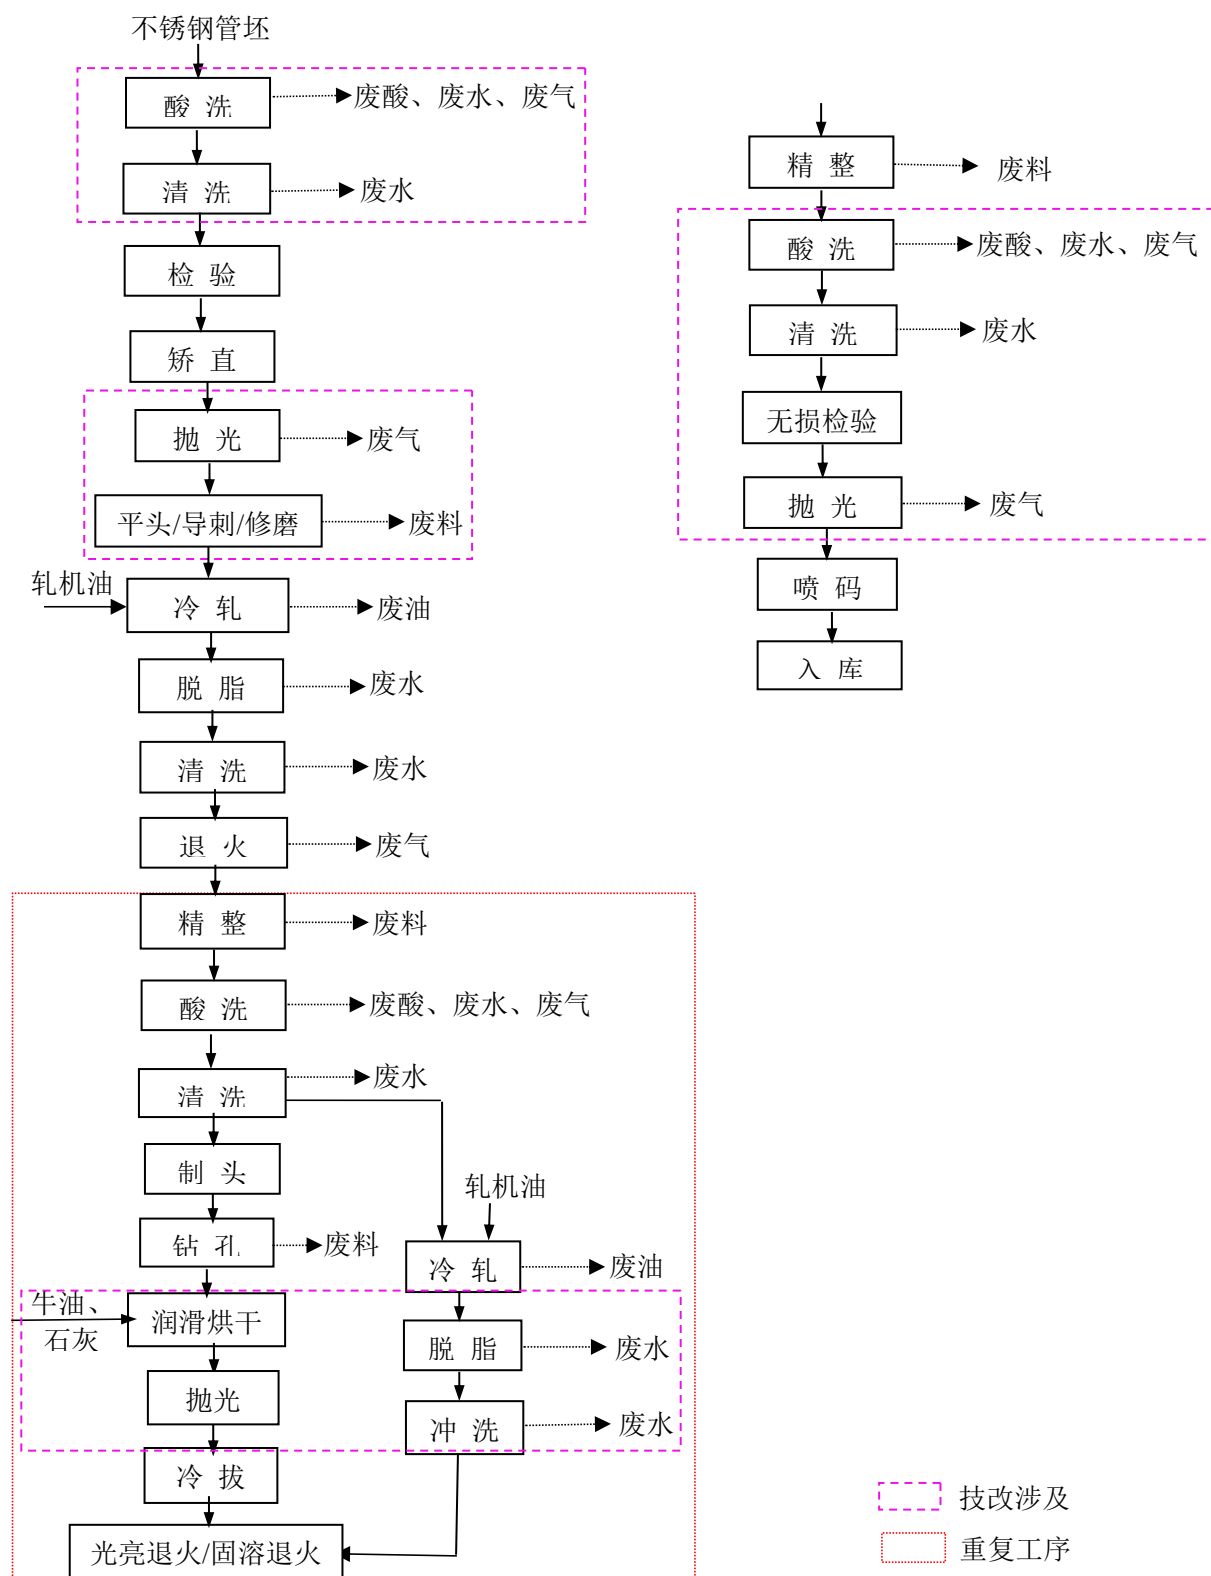 不锈钢管坯
酸 洗
废酸、废水、废气
清 洗
废水
检 验
矫 直
抛 光
废气
平头/导刺/修磨
废料
轧机油
冷 轧
废油
脱 脂
废水
清 洗
废水
退 火
废气
精 整
废料
酸 洗
废酸、废水、废气
清 洗
废水
制 头
钻 孔
废料
轧机油
冷 轧
废油
牛油、
石灰
润滑烘干
脱 脂
废水
抛光
冲 洗
废水
冷 拔
光亮退火/固溶退火
精 整
废料
酸 洗
废酸、废水、废气
清 洗
废水
无损检验
抛 光
废气
喷 码
入 库
技改涉及
重复工序